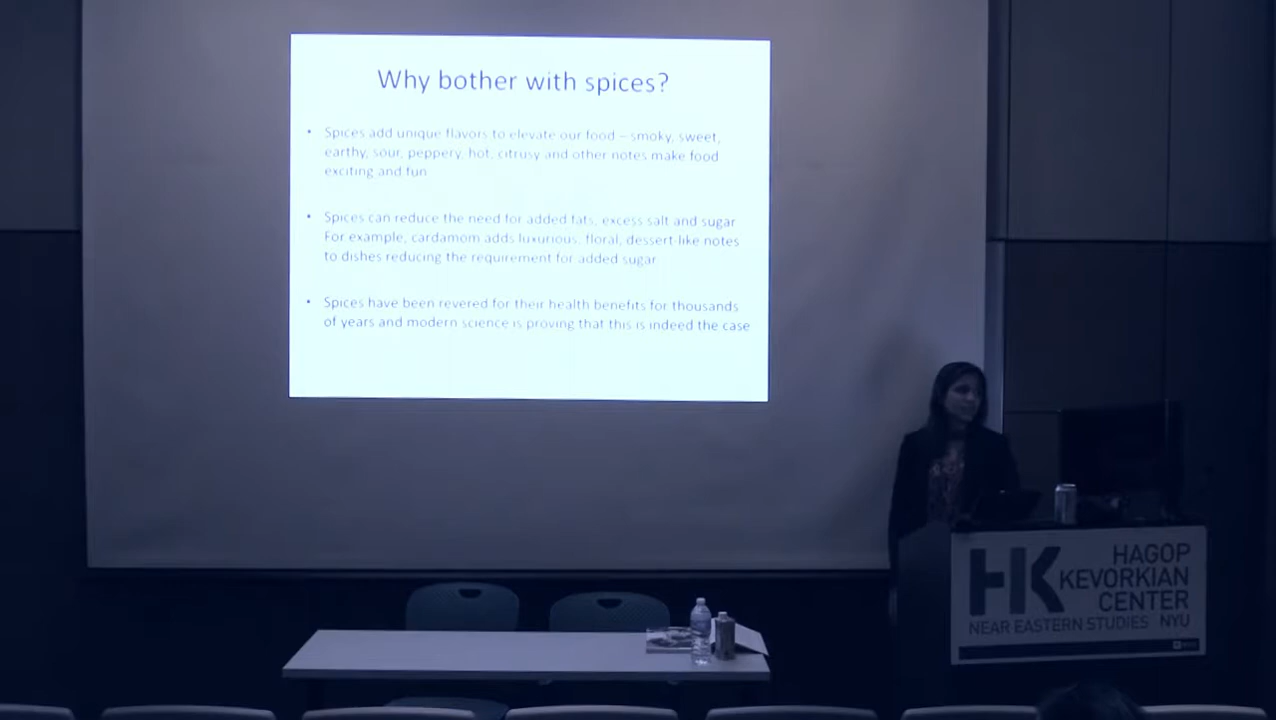 Why bother with spices?
• Spices add unique flavors to elevate our food – smoky, sweet,
earthy, sour, peppery, hot, citrusy and other notes make food
exciting and fun
• Spices can reduce the need for added fats, excess salt and sugar
For example, cardamom adds luxurious, floral, dessert-like notes
to dishes reducing the requirement for added sugar
• Spices have been revered for their health benefits for thousands
of years and modern science is proving that this is indeed the case
HK
HAGOP
KEVORKIAN
CENTER
NEAR EASTERN STUDIES NYU